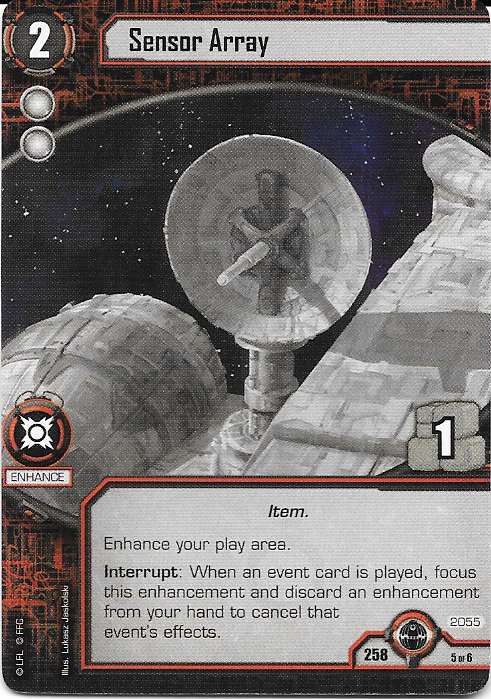 2
Sensor Array
ENHANCE
1
Item.
Enhance your play area.
Interrupt: When an event card is played, focus
this enhancement and discard an enhancement
from your hand to cancel that
event's effects.
2055
258
5 of 6
© LFL © FFG
Illus. Lukasz Jaskolski